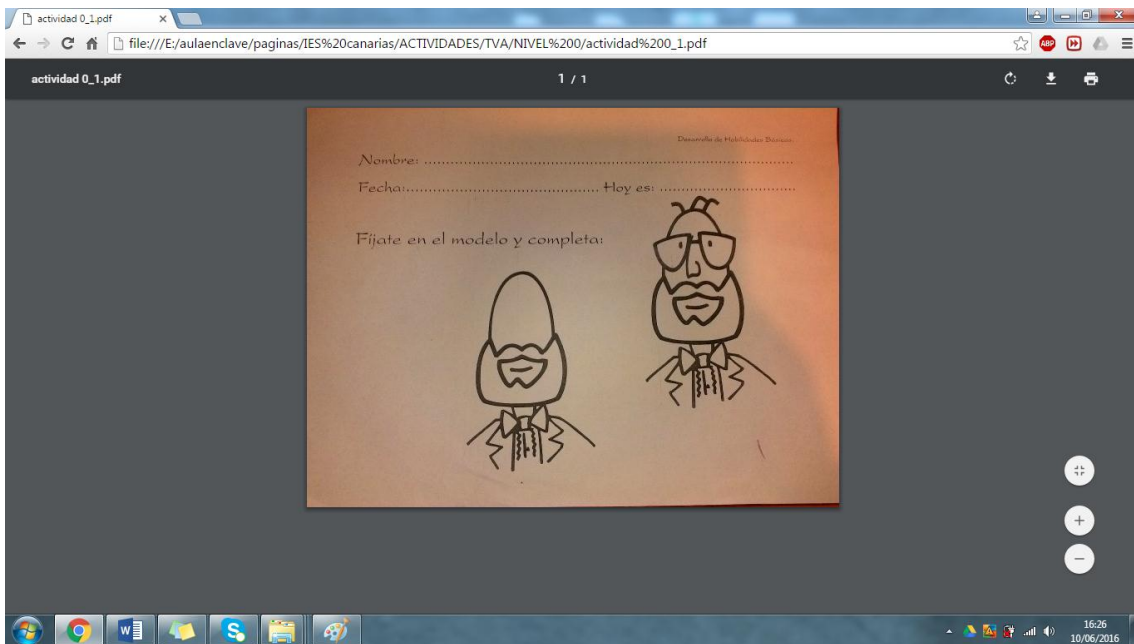 actividad 0_1.pdf
file:///E:/aulaenclave/paginas/IES%20canarias/ACTIVIDADES/TVA/NIVEL%200/actividad%200_1.pdf
ABP
actividad 0_1.pdf
1 / 1
Desarrollo de Habilidades Básicas
Nombre: ..........................................................................
Fecha:........................................ Hoy es: ............................
Fíjate en el modelo y completa:
16:26
10/06/2016